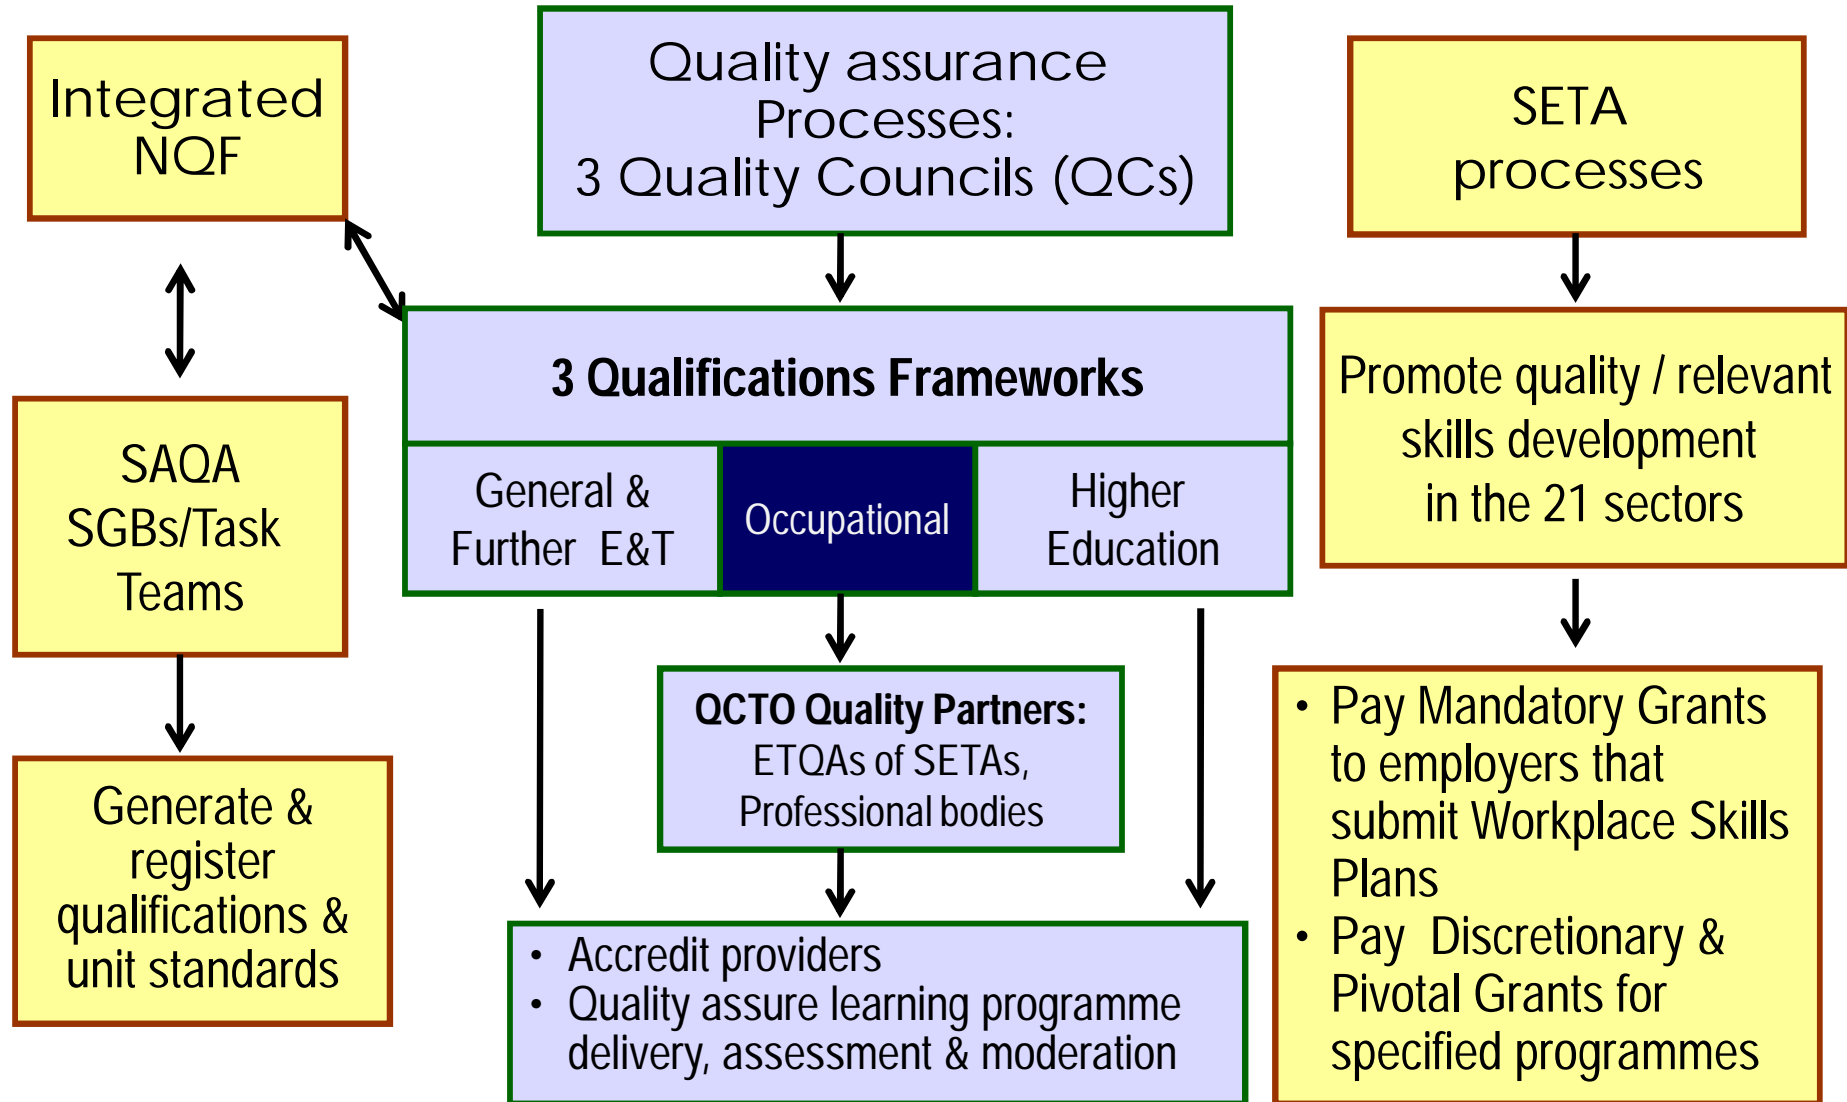 Integrated
NQF
Quality assurance
Processes:
3 Quality Councils (QCs)
SETA
processes
3 Qualifications Frameworks
General &
Further E&T
Occupational
Higher
Education
SAQA
SGBs/Task
Teams
Promote quality / relevant
skills development
in the 21 sectors
QCTO Quality Partners:
ETQAs of SETAs,
Professional bodies
Generate &
register
qualifications &
unit standards
• Accredit providers
• Quality assure learning programme
delivery, assessment & moderation
• Pay Mandatory Grants
to employers that
submit Workplace Skills
Plans
• Pay Discretionary &
Pivotal Grants for
specified programmes